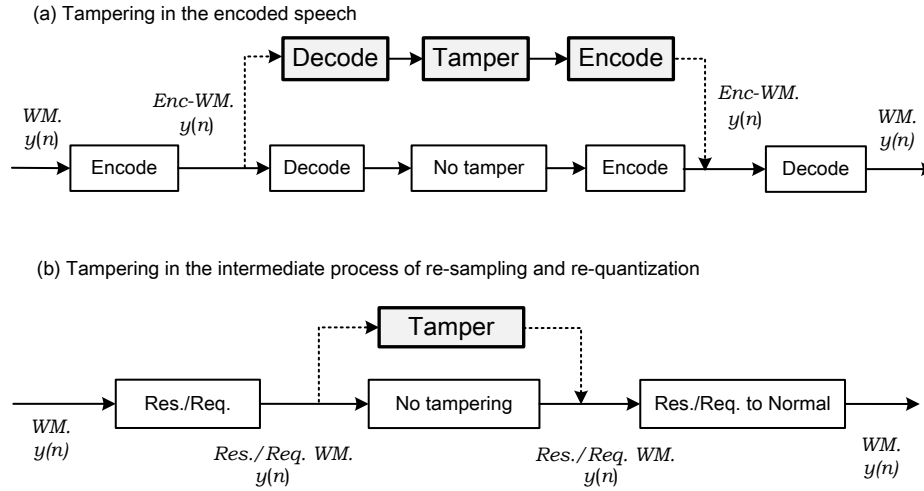 (a) Tampering in the encoded speech
Decode
Tamper
Encode
WM.
y(n)
Enc-WM.
y(n)
Enc-WM.
y(n)
WM.
y(n)
Encode
Decode
No tamper
Encode
Decode
(b) Tampering in the intermediate process of re-sampling and re-quantization
Tamper
Res./Req.
No tampering
Res./Req. to Normal
WM.
y(n)
Res./Req. WM.
y(n)
Res./Req. WM.
y(n)
WM.
y(n)